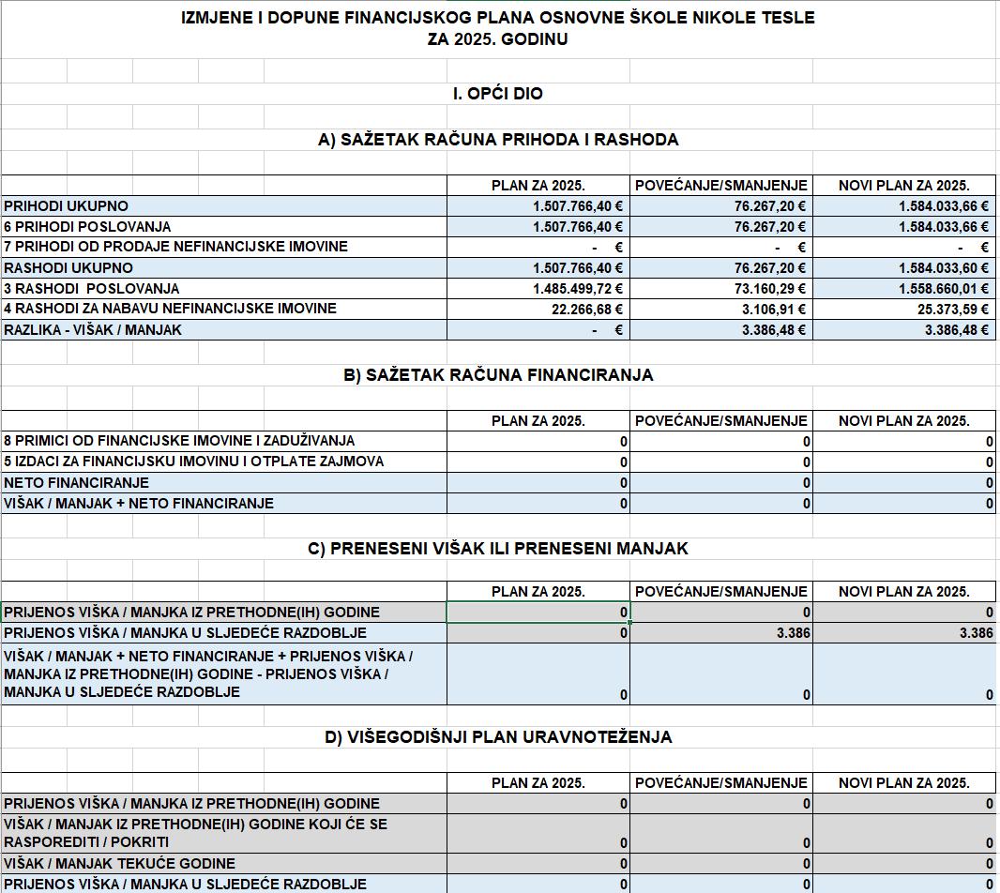 IZMJENE I DOPUNE FINANCIJSKOG PLANA OSNOVNE ŠKOLE NIKOLE TESLE
ZA 2025. GODINU
I. OPĆI DIO
A) SAŽETAK RAČUNA PRIHODA I RASHODA
PLAN ZA 2025. POVEĆANJE/SMANJENJE NOVI PLAN ZA 2025.
PRIHODI UKUPNO 1.507.766,40 € 76.267,20 € 1.584.033,66 €
6 PRIHODI POSLOVANJA 1.507.766,40 € 76.267,20 € 1.584.033,66 €
7 PRIHODI OD PRODAJE NEFINANCIJSKE IMOVINE - € - € - €
RASHODI UKUPNO 1.507.766,40 € 76.267,20 € 1.584.033,60 €
3 RASHODI  POSLOVANJA 1.485.499,72 € 73.160,29 € 1.558.660,01 €
4 RASHODI ZA NABAVU NEFINANCIJSKE IMOVINE 22.266,68 € 3.106,91 € 25.373,59 €
RAZLIKA - VIŠAK / MANJAK - € 3.386,48 € 3.386,48 €
B) SAŽETAK RAČUNA FINANCIRANJA
PLAN ZA 2025. POVEĆANJE/SMANJENJE NOVI PLAN ZA 2025.
8 PRIMICI OD FINANCIJSKE IMOVINE I ZADUŽIVANJA 0 0 0
5 IZDACI ZA FINANCIJSKU IMOVINU I OTPLATE ZAJMOVA 0 0 0
NETO FINANCIRANJE 0 0 0
VIŠAK / MANJAK + NETO FINANCIRANJE 0 0 0
C) PRENESENI VIŠAK ILI PRENESENI MANJAK
PLAN ZA 2025. POVEĆANJE/SMANJENJE NOVI PLAN ZA 2025.
PRIJENOS VIŠKA / MANJKA IZ PRETHODNE(IH) GODINE 0 0 0
PRIJENOS VIŠKA / MANJKA U SLJEDEĆE RAZDOBLJE 0 3.386 3.386
VIŠAK / MANJAK + NETO FINANCIRANJE + PRIJENOS VIŠKA /
MANJKA IZ PRETHODNE(IH) GODINE - PRIJENOS VIŠKA /
MANJKA U SLJEDEĆE RAZDOBLJE 0 0 0
D) VIŠEGODIŠNJI PLAN URAVNOTEŽENJA
PLAN ZA 2025. POVEĆANJE/SMANJENJE NOVI PLAN ZA 2025.
PRIJENOS VIŠKA / MANJKA IZ PRETHODNE(IH) GODINE 0 0 0
VIŠAK / MANJAK IZ PRETHODNE(IH) GODINE KOJI ĆE SE
RASPOREDITI / POKRITI 0 0 0
VIŠAK / MANJAK TEKUĆE GODINE 0 0 0
PRIJENOS VIŠKA / MANJKA U SLJEDEĆE RAZDOBLJE 0 0 0